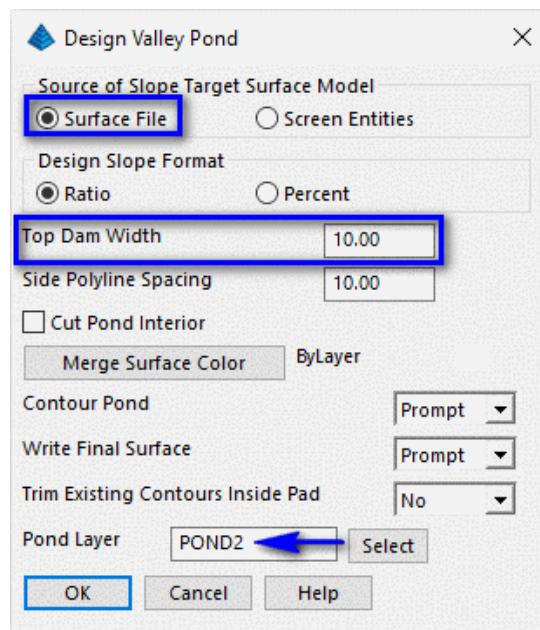 Design Valley Pond
Source of Slope Target Surface Model
Surface File Screen Entities
Design Slope Format
Ratio Percent
Top Dam Width 10.00
Side Polyline Spacing 10.00
Cut Pond Interior
Merge Surface Color ByLayer
Contour Pond Prompt
Write Final Surface Prompt
Trim Existing Contours Inside Pad No
Pond Layer POND2 Select
OK Cancel Help